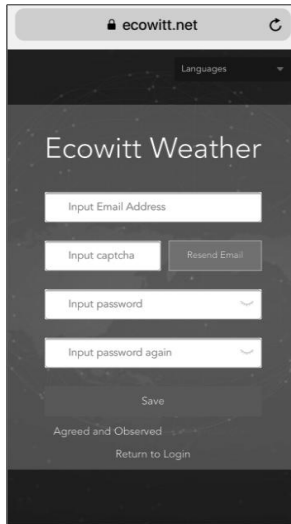 ecowitt.net
Languages
Ecowitt Weather
Input Email Address
Input captcha
Resend Email
Input password
Input password again
Save
Agreed and Observed
Return to Login